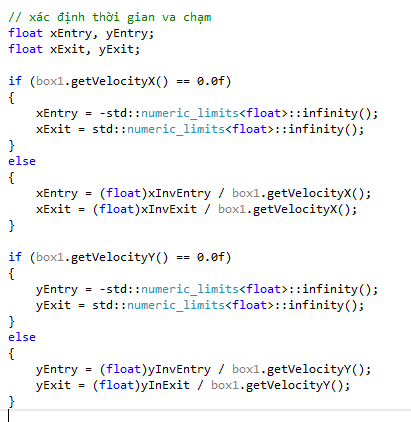 // xác định thời gian va chạm
float xEntry, yEntry;
float xExit, yExit;
if (box1.getVelocityX() == 0.0f)
{
xEntry = -std::numeric_limits<float>::infinity();
xExit = std::numeric_limits<float>::infinity();
}
else
{
xEntry = (float)xInvEntry / box1.getVelocityX();
xExit = (float)xInvExit / box1.getVelocityX();
}
if (box1.getVelocityY() == 0.0f)
{
yEntry = -std::numeric_limits<float>::infinity();
yExit = std::numeric_limits<float>::infinity();
}
else
{
yEntry = (float)yInvEntry / box1.getVelocityY();
yExit = (float)yInExit / box1.getVelocityY();
}